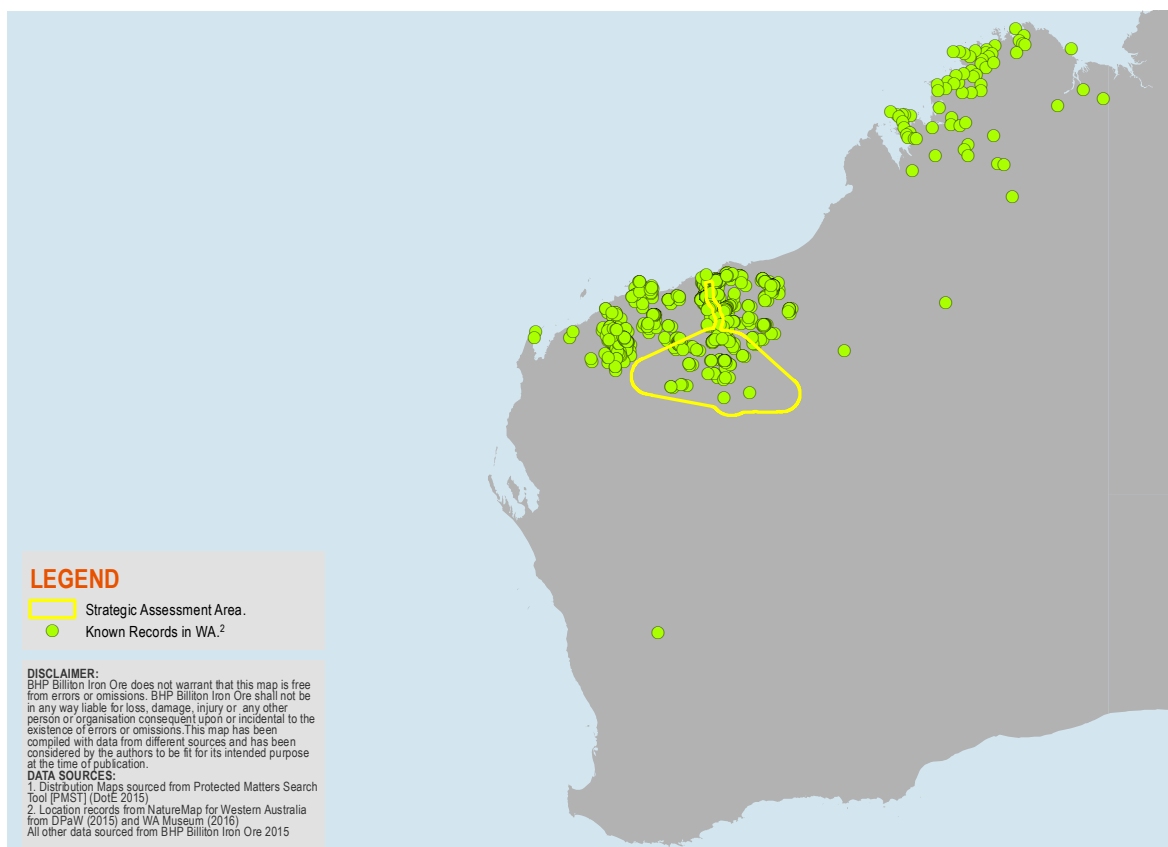 LEGEND
Strategic Assessment Area.
Known Records in WA.2
DISCLAIMER:
BHP Billiton Iron Ore does not warrant that this map is free
from errors or omissions. BHP Billiton Iron Ore shall not be
in any way liable for loss, damage, injury or any other
person or organisation consequent upon or incidental to the
existence of errors or omissions.This map has been
compiled with data from different sources and has been
considered by the authors to be fit for its intended purpose
at the time of publication.
DATA SOURCES:
1. Distribution Maps sourced from Protected Matters Search
Tool [PMST] (DotE 2015)
2. Location records from NatureMap for Western Australia
from DPaW (2015) and WA Museum (2016)
All other data sourced from BHP Billiton Iron Ore 2015